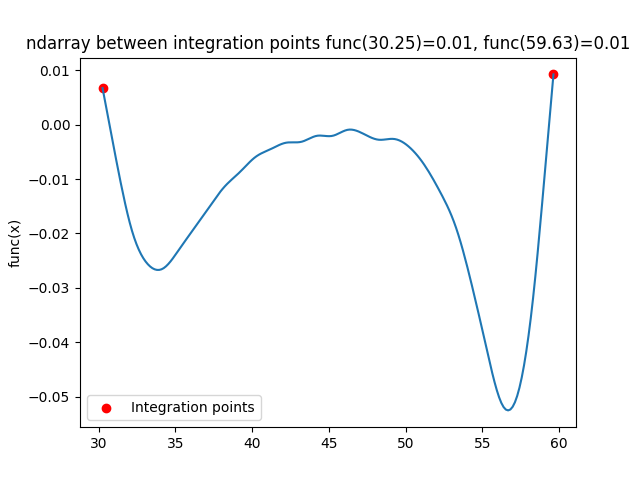 ndarray between integration points func(30.25)=0.01, func(59.63)=0.01
0.01
0.00
−0.01
−0.02
−0.03
−0.04
−0.05
func(x)
Integration points
30 35 40 45 50 55 60